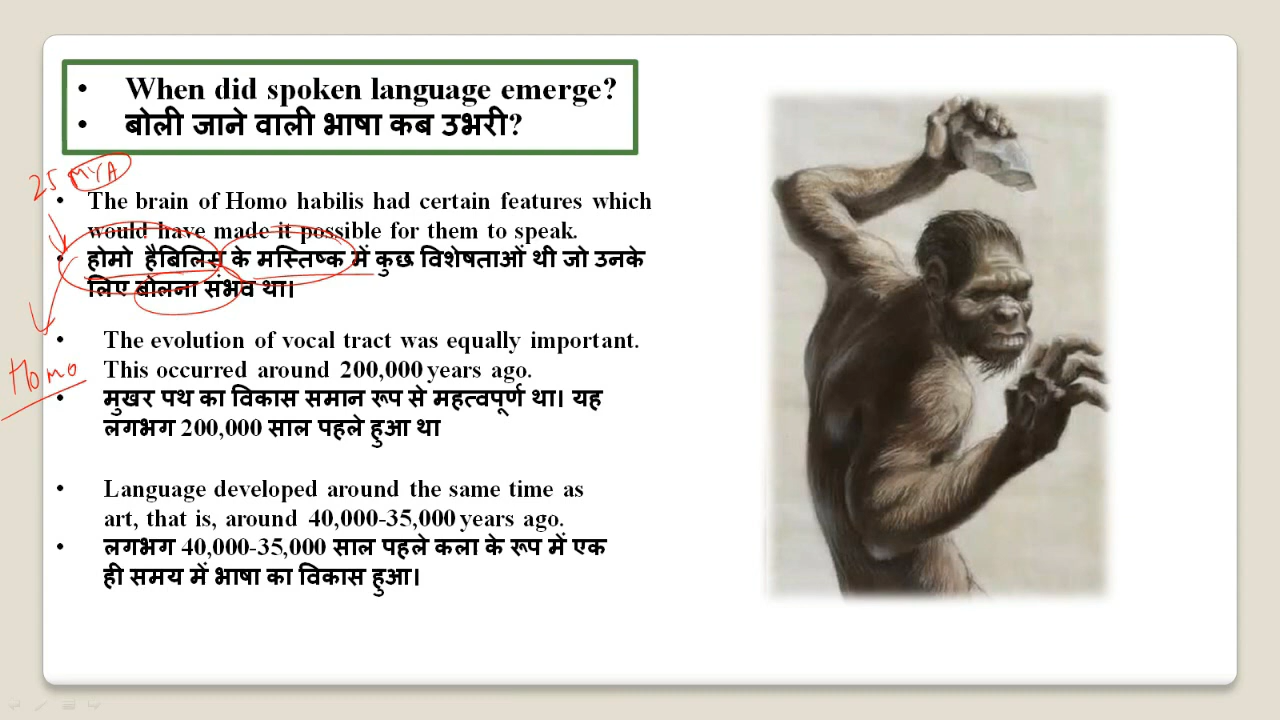 • When did spoken language emerge?
• बोली जाने वाली भाषा कब उभरी?
25 MYA
• The brain of Homo habilis had certain features which
would have made it possible for them to speak.
• होमो हैबिलिस के मस्तिष्क में कुछ विशेषताओं थी जो उनके
लिए बोलना संभव था।
• The evolution of vocal tract was equally important.
This occurred around 200,000 years ago.
Homo
• मुखर पथ का विकास समान रूप से महत्वपूर्ण था। यह
लगभग 200,000 साल पहले हुआ था
• Language developed around the same time as
art, that is, around 40,000-35,000 years ago.
• लगभग 40,000-35,000 साल पहले कला के रूप में एक
ही समय में भाषा का विकास हुआ।